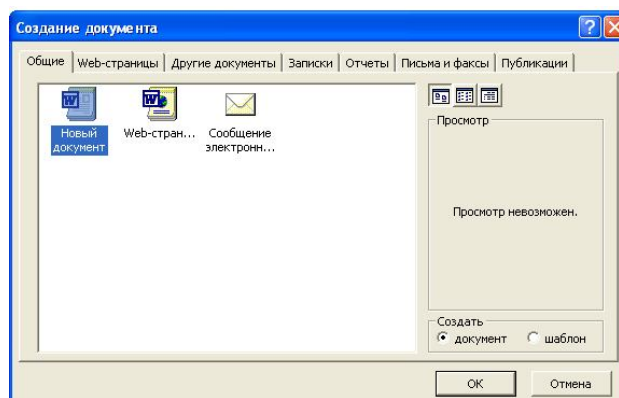 Создание документа
Общие Web-страницы Другие документы Записки Отчеты Письма и факсы Публикации
Новый документ
Web-стран...
Сообщение электронн...
Просмотр
Просмотр невозможен.
Создать
документ шаблон
ОК Отмена